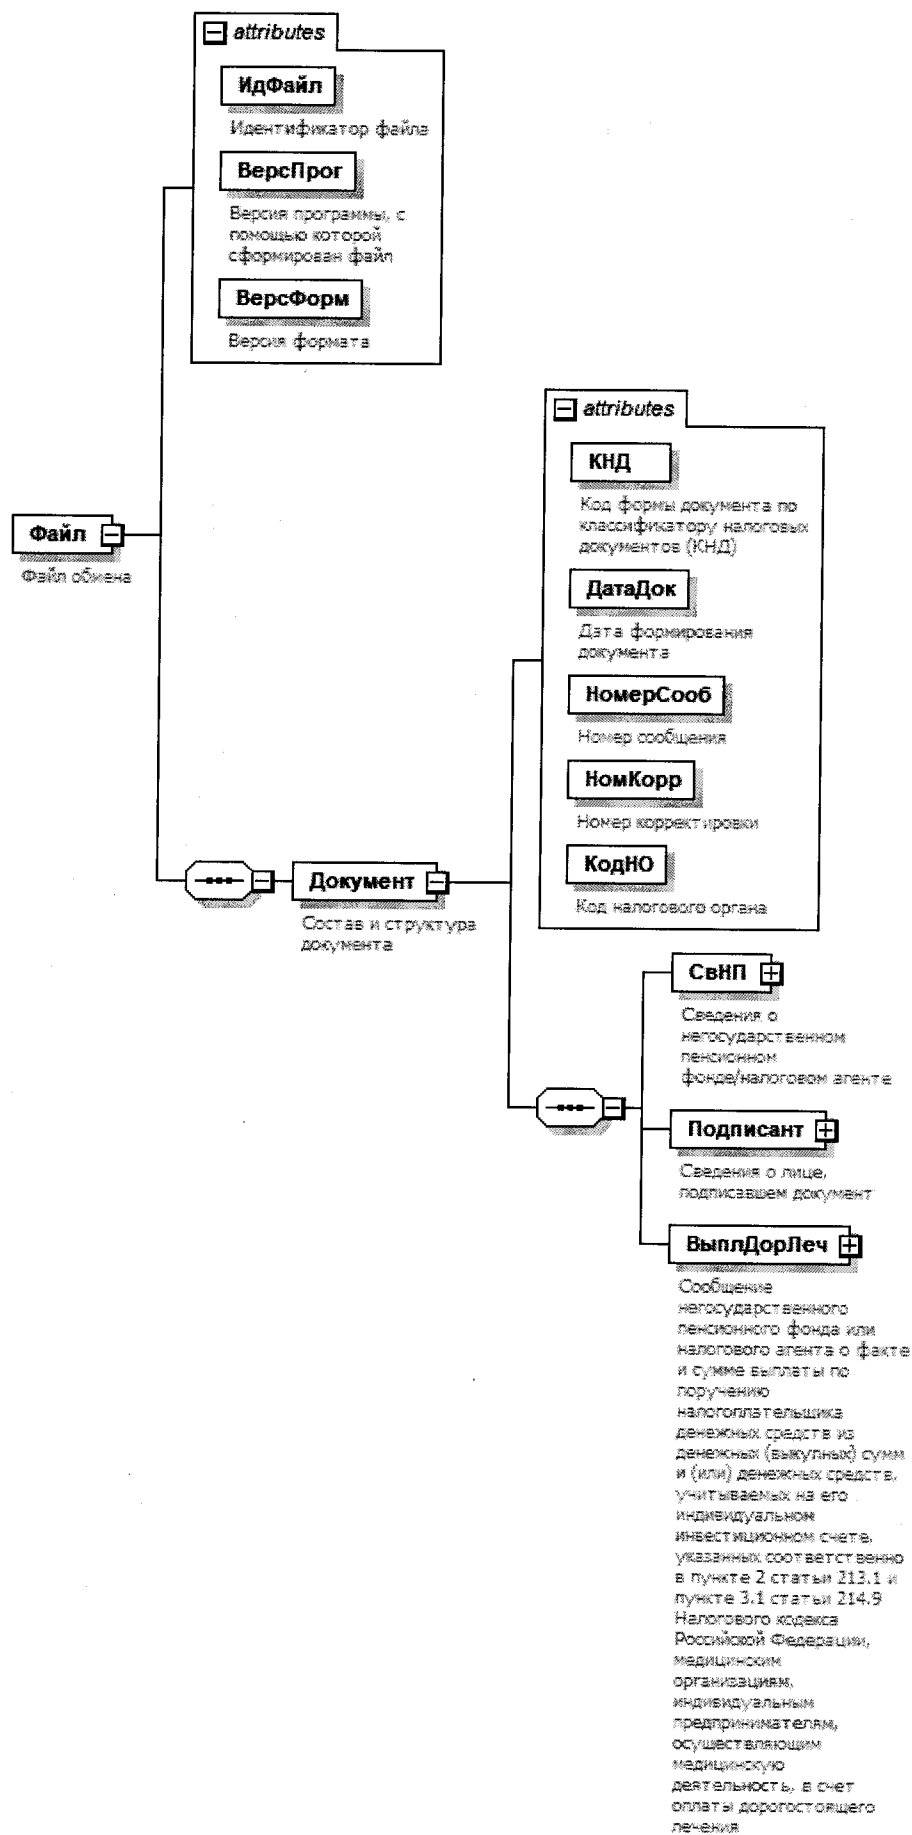 attributes
ИдФайл
Идентификатор файла
ВерсПрог
Версия программы, с
помощью которой
сформирован файл
ВерсФорм
Версия формата
Файл
Файл обмена
Документ
Состав и структура
документа
attributes
КНД
Код формы документа по
классификатору налоговых
документов (КНД)
ДатаДок
Дата формирования
документа
НомерСооб
Номер сообщения
НомКорр
Номер корректировки
КодНО
Код налогового органа
СвНП
Сведения о
негосударственном
пенсионном
фонде/налоговом агенте
Подписант
Сведения о лице,
подписавшем документ
ВыплДорЛеч
Сообщение
негосударственного
пенсионного фонда или
налогового агента о факте
и сумме выплаты по
поручению
налогоплательщика
денежных средств из
денежных (выкупных) сумм
и (или) денежных средств,
учитываемых на его
индивидуальном
инвестиционном счете,
указанных соответственно
в пункте 2 статьи 213.1 и
пункте 3.1 статьи 214.9
Налогового кодекса
Российской Федерации,
медицинским
организациям,
индивидуальным
предпринимателям,
осуществляющим
медицинскую
деятельность, в счет
оплаты дорогостоящего
лечения